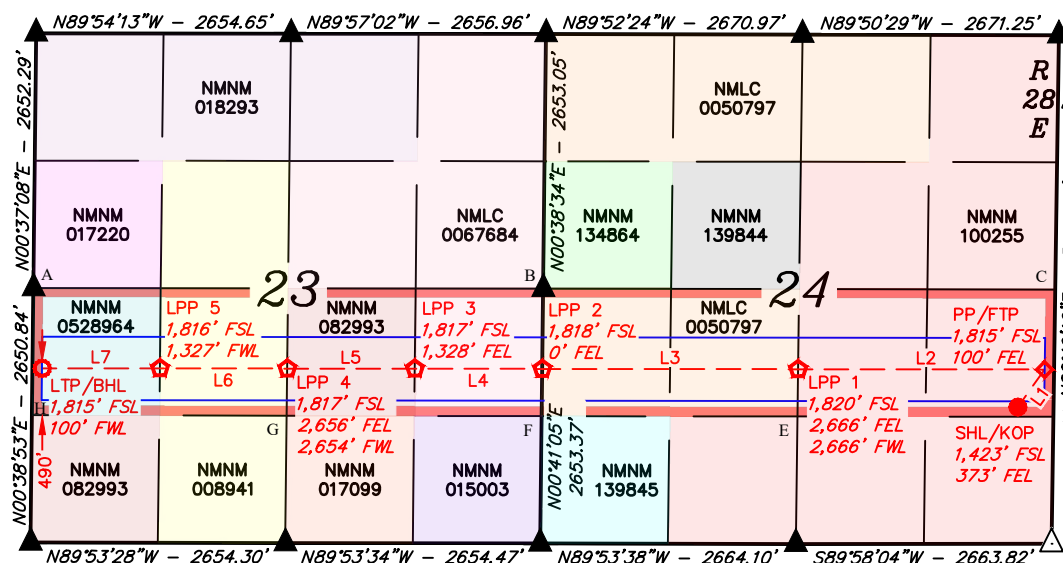 N89°54'13"W - 2654.65'
N89°57'02"W - 2656.96'
N89°52'24"W - 2670.97'
N89°50'29"W - 2671.25'
N00°37'08"E - 2652.29'
N00°38'34"E - 2653.05'
R
28
E
NMNM
018293
NMLC
0050797
NMNM
017220
NMLC
0067684
NMNM
134864
NMNM
139844
NMNM
100255
A
B
C
23
24
N00°38'53"E - 2650.84'
NMNM
0528964
LPP 5
1,816' FSL
1,327' FWL
NMNM
082993
LPP 3
1,817' FSL
1,328' FEL
LPP 2
1,818' FSL
0' FEL
NMLC
0050797
PP/FTP
1,815' FSL
100' FEL
L7
L6
L5
L4
L3
L2
L1
LTP/BHL
1,815' FSL
100' FWL
LPP 4
1,817' FSL
2,656' FEL
2,654' FWL
LPP 1
1,820' FSL
2,666' FEL
2,666' FWL
SHL/KOP
1,423' FSL
373' FEL
H
G
F
E
490'
NMNM
082993
NMNM
008941
NMNM
017099
NMNM
015003
N00°41'05"E
2653.37'
NMNM
139845
N89°53'28"W - 2654.30'
N89°53'34"W - 2654.47'
N89°53'38"W - 2664.10'
S89°58'04"W - 2663.82'